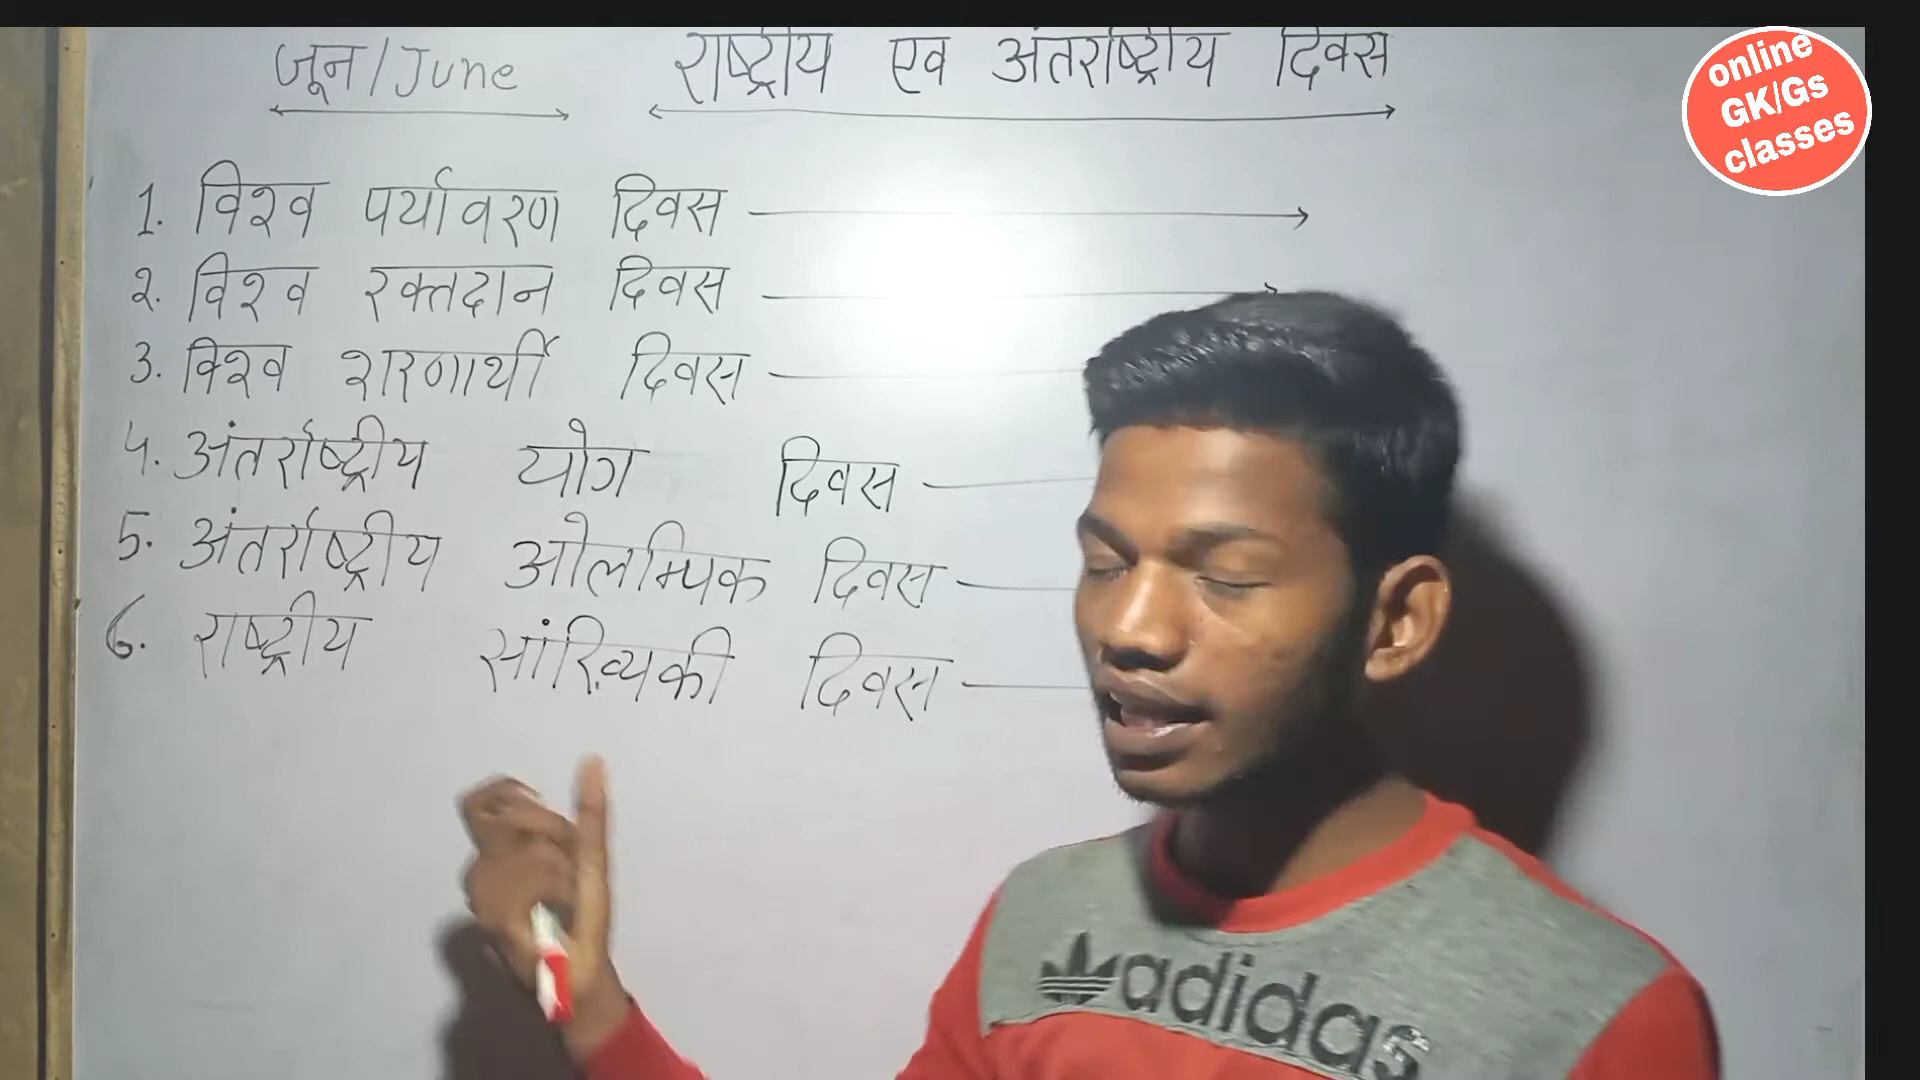 जून/June
राष्ट्रीय एव अंतर्राष्ट्रीय दिवस
online
GK/Gs
classes
1. विश्व पर्यावरण दिवस
२. विश्व रक्तदान दिवस
3. विश्व शरणार्थी दिवस
4. अंतर्राष्ट्रीय योग दिवस
5. अंतर्राष्ट्रीय ओलम्पिक दिवस
6. राष्ट्रीय सांख्यिकी दिवस
adidas